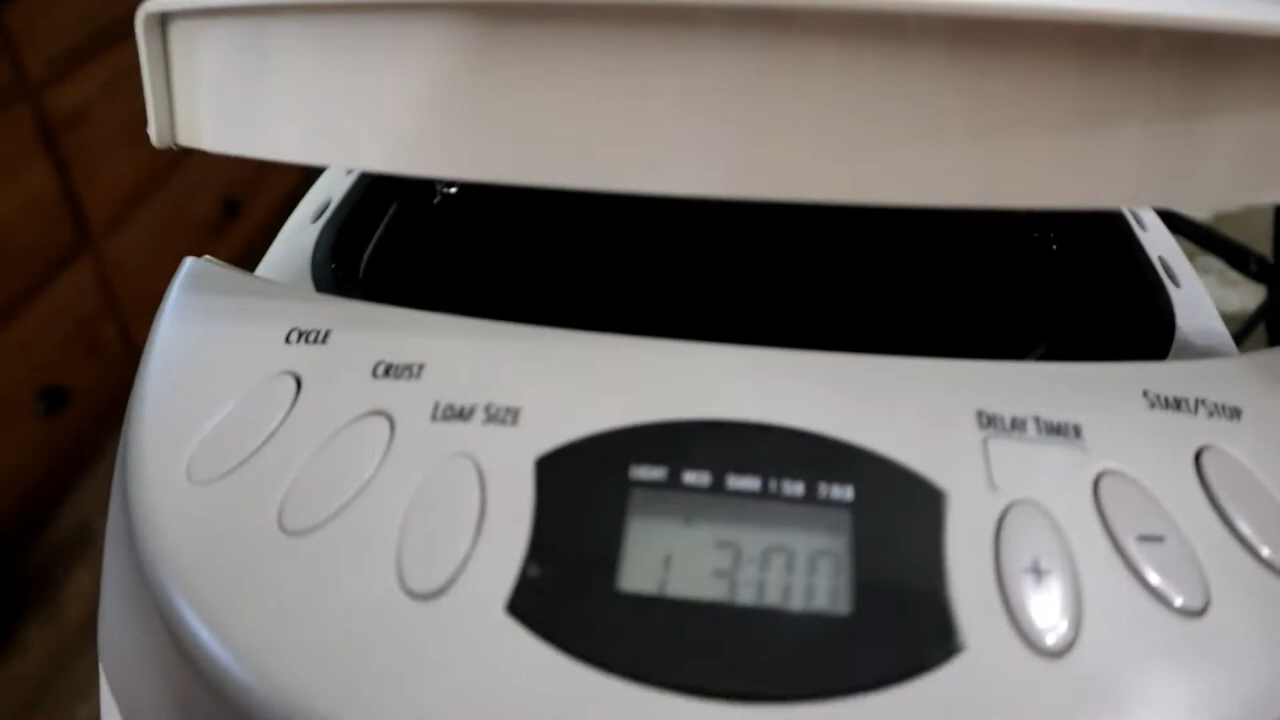 CYCLE
CRUST
LOAF SIZE
DELAY TIMER
START/STOP
LIGHT MED DARK 1.5LB 2.0LB
1 3:00
+
-